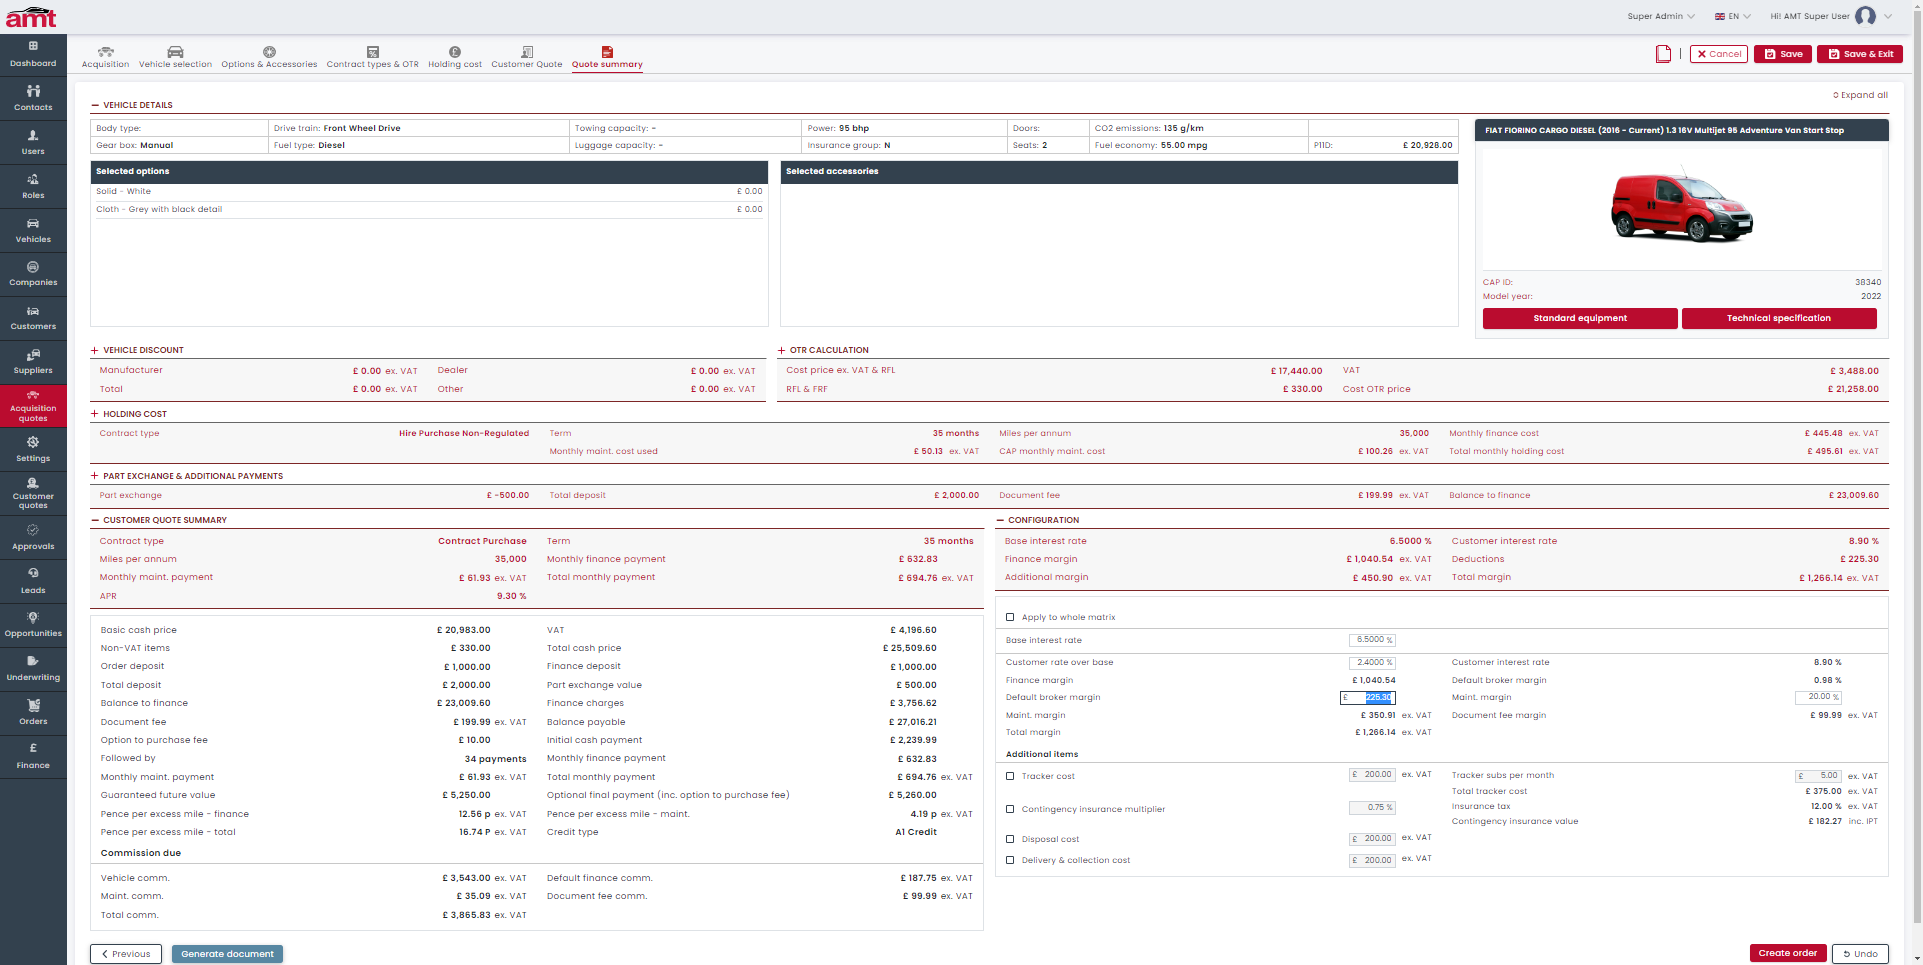 amt
Super Admin
EN
Hi! AMT Super User
Dashboard
Contacts
Users
Roles
Vehicles
Companies
Customers
Suppliers
Acquisition
quotes
Settings
Customer
quotes
Approvals
Leads
Opportunities
Underwriting
Orders
Finance
Acquisition
Vehicle selection
Options & Accessories
Contract types & OTR
Holding cost
Customer Quote
Quote summary
Cancel
Save
Save & Exit
VEHICLE DETAILS
Expand all
Body type:
Drive train: Front Wheel Drive
Towing capacity: -
Power: 95 bhp
Doors:
CO2 emissions: 135 g/km
Gear box: Manual
Fuel type: Diesel
Luggage capacity: -
Insurance group: N
Seats: 2
Fuel economy: 55.00 mpg
P11D: £ 20,928.00
Selected options
Solid - White £ 0.00
Cloth - Grey with black detail £ 0.00
Selected accessories
FIAT FIORINO CARGO DIESEL (2016 - Current) 1.3 16V Multijet 95 Adventure Van Start Stop
CAP ID: 38340
Model year: 2022
Standard equipment
Technical specification
VEHICLE DISCOUNT
Manufacturer £ 0.00 ex. VAT Dealer £ 0.00 ex. VAT
Total £ 0.00 ex. VAT Other £ 0.00 ex. VAT
OTR CALCULATION
Cost price ex. VAT & RFL £ 17,440.00 VAT £ 3,488.00
RFL & FRF £ 330.00 Cost OTR price £ 21,258.00
HOLDING COST
Contract type Hire Purchase Non-Regulated Term 35 months Miles per annum 35,000 Monthly finance cost £ 445.48 ex. VAT
Monthly maint. cost used £ 50.13 ex. VAT CAP monthly maint. cost £ 100.26 ex. VAT Total monthly holding cost £ 495.61 ex. VAT
PART EXCHANGE & ADDITIONAL PAYMENTS
Part exchange £ -500.00 Total deposit £ 2,000.00 Document fee £ 199.99 ex. VAT Balance to finance £ 23,009.60
CUSTOMER QUOTE SUMMARY
Contract type Contract Purchase Term 35 months
Miles per annum 35,000 Monthly finance payment £ 632.83
Monthly maint. payment £ 61.93 ex. VAT Total monthly payment £ 694.76 ex. VAT
APR 9.30 %
Basic cash price £ 20,983.00 VAT £ 4,196.60
Non-VAT items £ 330.00 Total cash price £ 25,509.60
Order deposit £ 1,000.00 Finance deposit £ 1,000.00
Total deposit £ 2,000.00 Part exchange value £ 500.00
Balance to finance £ 23,009.60 Finance charges £ 3,756.62
Document fee £ 199.99 ex. VAT Balance payable £ 27,016.21
Option to purchase fee £ 10.00 Initial cash payment £ 2,239.99
Followed by 34 payments Monthly finance payment £ 632.83
Monthly maint. payment £ 61.93 ex. VAT Total monthly payment £ 694.76 ex. VAT
Guaranteed future value £ 5,250.00 Optional final payment (inc. option to purchase fee) £ 5,260.00
Pence per excess mile - finance 12.56 p ex. VAT Pence per excess mile - maint. 4.19 p ex. VAT
Pence per excess mile - total 16.74 P ex. VAT Credit type A1 Credit
Commission due
Vehicle comm. £ 3,543.00 ex. VAT Default finance comm. £ 187.75 ex. VAT
Maint. comm. £ 35.09 ex. VAT Document fee comm. £ 99.99 ex. VAT
Total comm. £ 3,865.83 ex. VAT
CONFIGURATION
Base interest rate 6.5000 % Customer interest rate 8.90 %
Finance margin £ 1,040.54 ex. VAT Deductions £ 225.30
Additional margin £ 450.90 ex. VAT Total margin £ 1,266.14 ex. VAT
Apply to whole matrix
Base interest rate 6.5000 %
Customer rate over base 2.4000 % Customer interest rate 8.90 %
Finance margin £ 1,040.54 Default broker margin 0.98 %
Default broker margin £ 225.30 Maint. margin 20.00 %
Maint. margin £ 350.91 ex. VAT Document fee margin £ 99.99 ex. VAT
Total margin £ 1,266.14 ex. VAT
Additional items
Tracker cost £ 200.00 ex. VAT Tracker subs per month £ 5.00 ex. VAT
Total tracker cost £ 375.00 ex. VAT
Contingency insurance multiplier 0.75 % Insurance tax 12.00 % ex. VAT
Contingency insurance value £ 182.27 inc. IPT
Disposal cost £ 200.00 ex. VAT
Delivery & collection cost £ 200.00 ex. VAT
Previous
Generate document
Create order
Undo